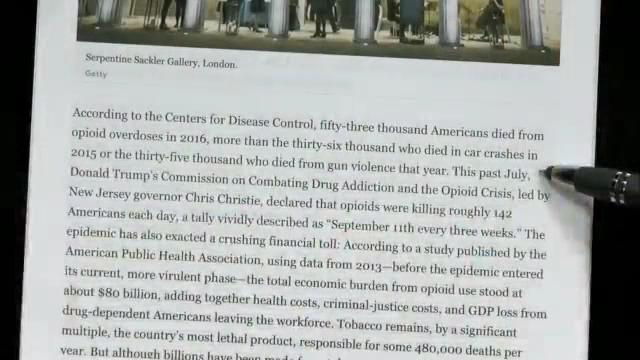 Serpentine Sackler Gallery, London.
Getty
According to the Centers for Disease Control, fifty-three thousand Americans died from
opioid overdoses in 2016, more than the thirty-six thousand who died in car crashes in
2015 or the thirty-five thousand who died from gun violence that year. This past July,
Donald Trump's Commission on Combating Drug Addiction and the Opioid Crisis, led by
New Jersey governor Chris Christie, declared that opioids were killing roughly 142
Americans each day, a tally vividly described as "September 11th every three weeks." The
epidemic has also exacted a crushing financial toll: According to a study published by the
American Public Health Association, using data from 2013—before the epidemic entered
its current, more virulent phase—the total economic burden from opioid use stood at
about $80 billion, adding together health costs, criminal-justice costs, and GDP loss from
drug-dependent Americans leaving the workforce. Tobacco remains, by a significant
multiple, the country's most lethal product, responsible for some 480,000 deaths per
year. But although billions have been made